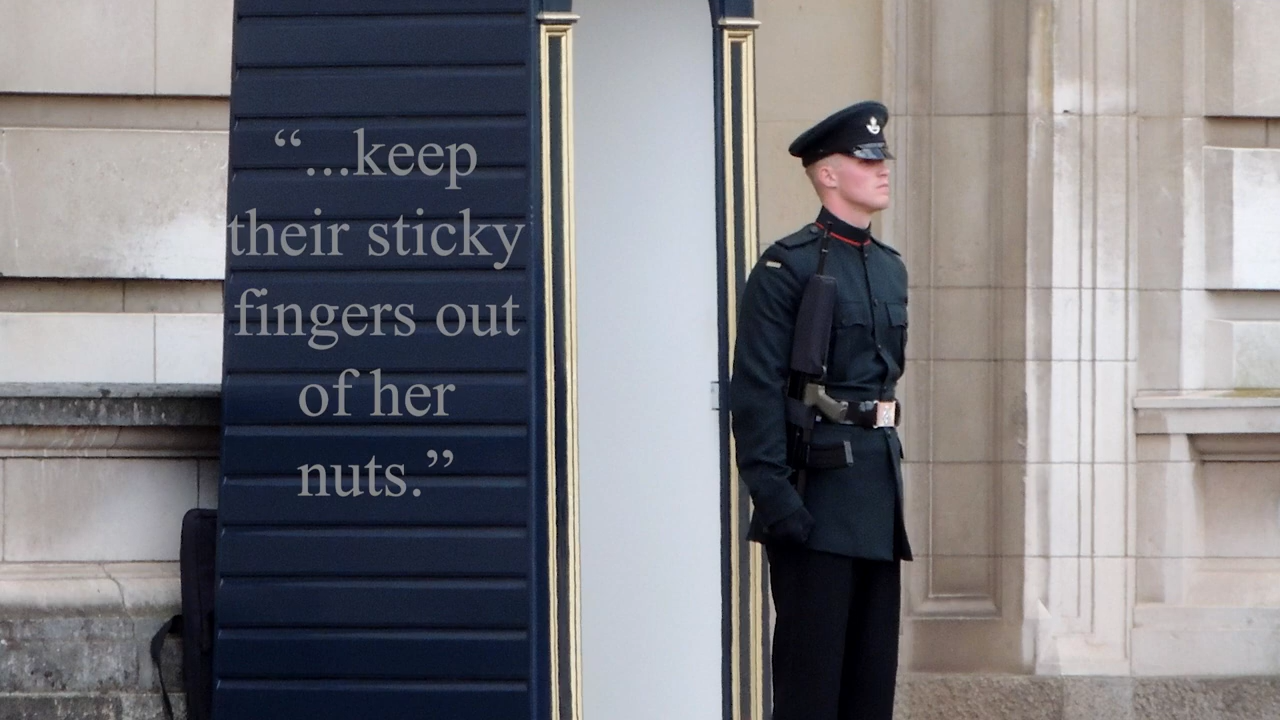 “...keep
their sticky
fingers out
of her
nuts.”